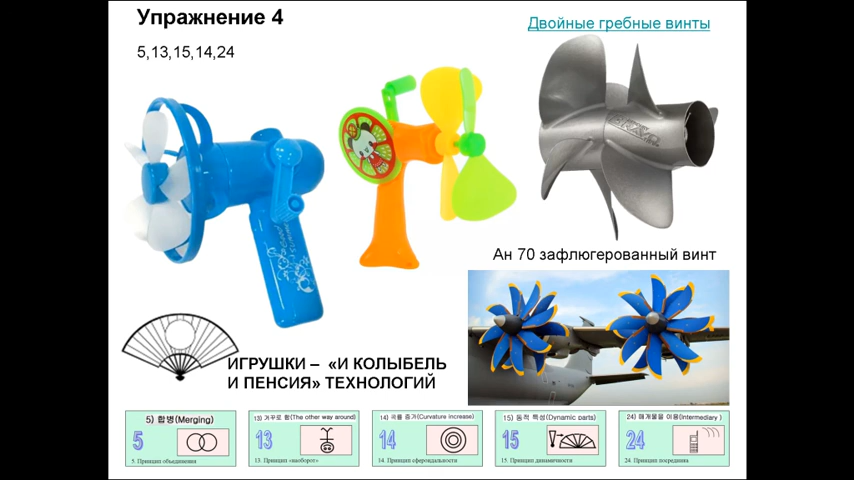 Упражнение 4
5,13,15,14,24
Двойные гребные винты
Ан 70 зафлюгерованный винт
ИГРУШКИ – «И КОЛЫБЕЛЬ
И ПЕНСИЯ» ТЕХНОЛОГИЙ
5) 합병(Merging)
5
5. Принцип объединения
13) 거꾸로 함(The other way around)
13
13. Принцип «наоборот»
14) 곡률 증가(Curvature increase)
14
14. Принцип сфероидальности
15) 동적 특성(Dynamic parts)
15
15. Принцип динамичности
24) 매개물을 이용(Intermediary )
24
24. Принцип посредника